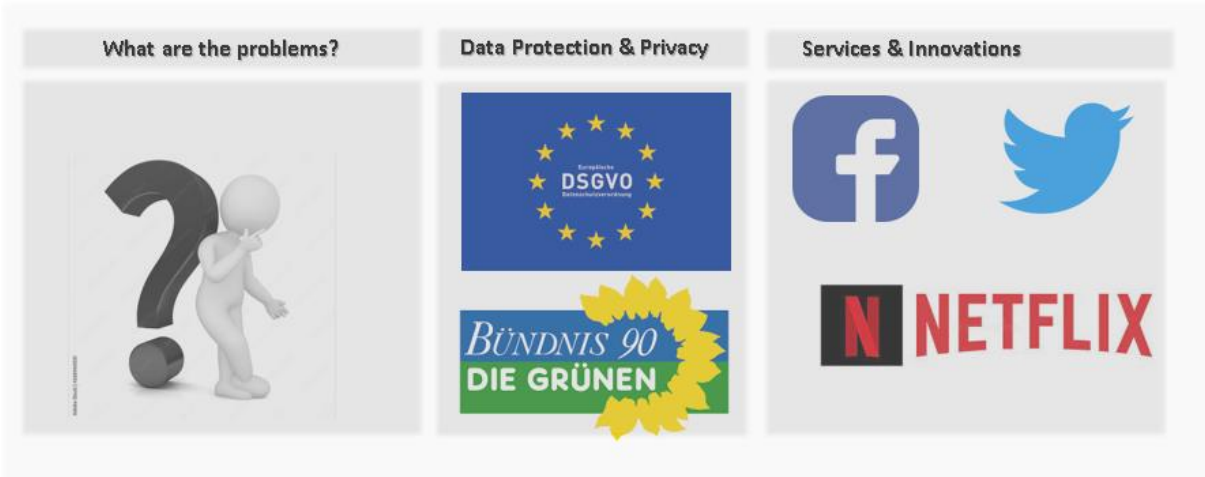 What are the problems?
Data Protection & Privacy
Services & Innovations
Europäische
DSGVO
Datenschutzverordnung
BÜNDNIS 90
DIE GRÜNEN
N NETFLIX